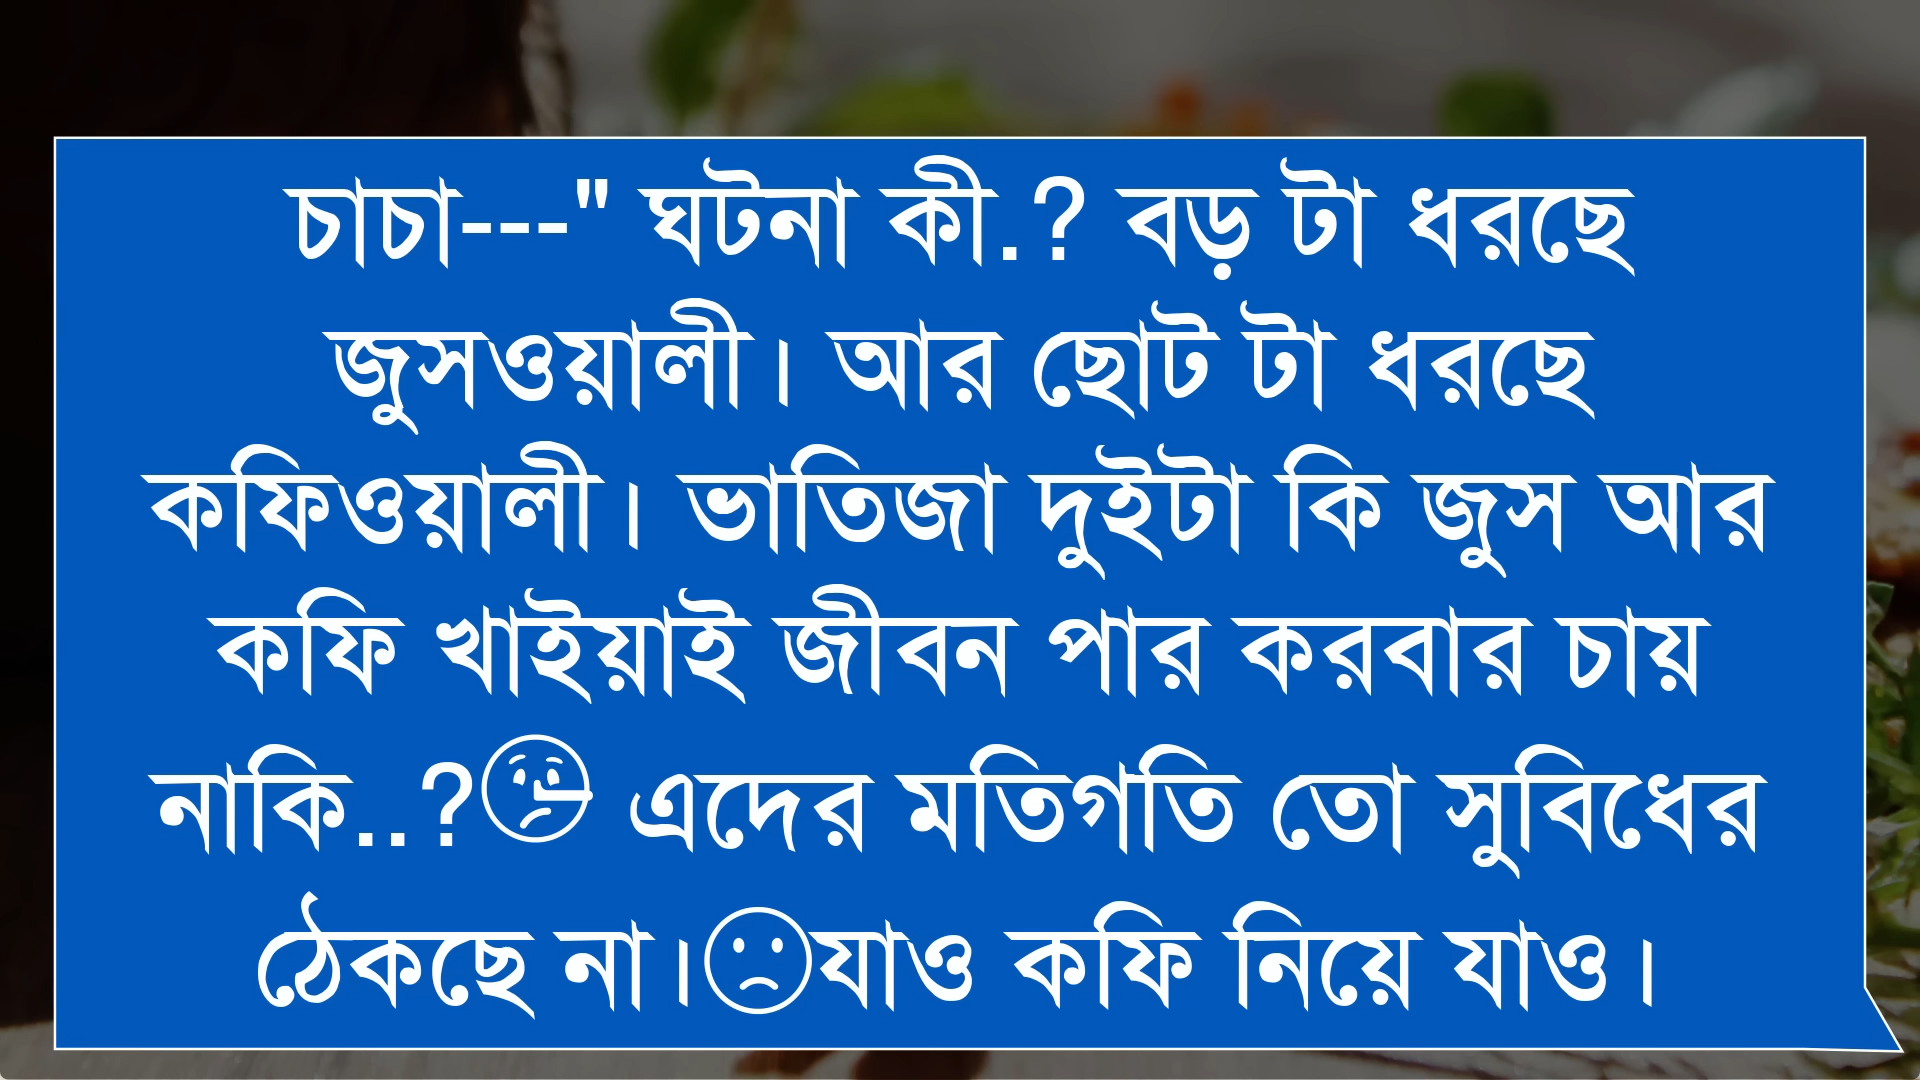 চাচা---" ঘটনা কী.? বড় টা ধরছে
জুসওয়ালী। আর ছোট টা ধরছে
কফিওয়ালী। ভাতিজা দুইটা কি জুস আর
কফি খাইয়াই জীবন পার করবার চায়
নাকি..?🤥 এদের মতিগতি তো সুবিধের
ঠেকছে না।🙁যাও কফি নিয়ে যাও।